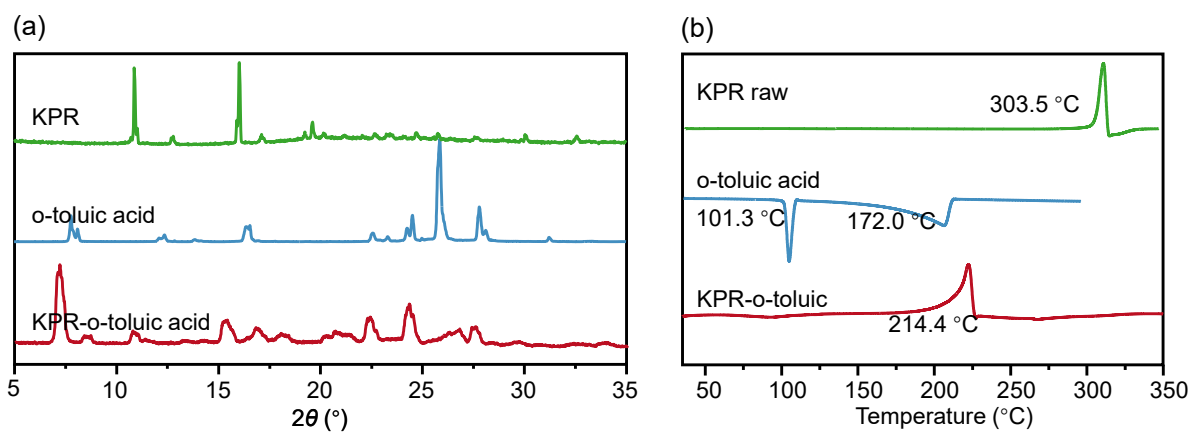 (a)
KPR
o-toluic acid
KPR-o-toluic acid
5 10 15 20 25 30 35
2θ (°)
(b)
KPR raw
303.5 °C
o-toluic acid
101.3 °C
172.0 °C
KPR-o-toluic
214.4 °C
50 100 150 200 250 300 350
Temperature (°C)